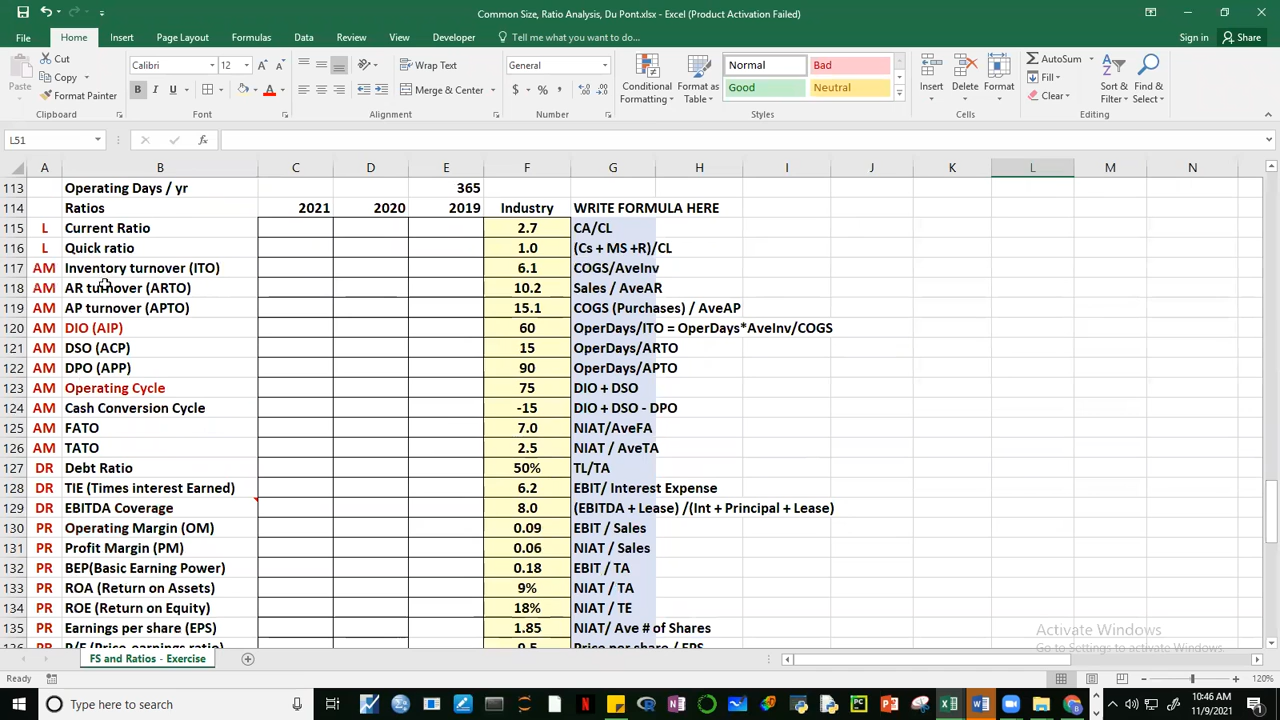 Common Size, Ratio Analysis, Du Pont.xlsx - Excel (Product Activation Failed)
File Home Insert Page Layout Formulas Data Review View Developer Tell me what you want to do... Sign in Share
Cut
Copy
Format Painter
Paste
Clipboard
Calibri 12
B I U
Font
Wrap Text
Merge & Center
Alignment
General
$ % ,
Number
Conditional Formatting
Format as Table
Normal Bad
Good Neutral
Styles
Insert Delete Format
Cells
AutoSum
Fill
Clear
Sort & Filter
Find & Select
Editing
L51 fx
A B C D E F G H I J K L M N
113 Operating Days / yr 365
114 Ratios 2021 2020 2019 Industry WRITE FORMULA HERE
115 L Current Ratio 2.7 CA/CL
116 L Quick ratio 1.0 (Cs + MS +R)/CL
117 AM Inventory turnover (ITO) 6.1 COGS/AveInv
118 AM AR turnover (ARTO) 10.2 Sales / AveAR
119 AM AP turnover (APTO) 15.1 COGS (Purchases) / AveAP
120 AM DIO (AIP) 60 OperDays/ITO = OperDays*AveInv/COGS
121 AM DSO (ACP) 15 OperDays/ARTO
122 AM DPO (APP) 90 OperDays/APTO
123 AM Operating Cycle 75 DIO + DSO
124 AM Cash Conversion Cycle -15 DIO + DSO - DPO
125 AM FATO 7.0 NIAT/AveFA
126 AM TATO 2.5 NIAT / AveTA
127 DR Debt Ratio 50% TL/TA
128 DR TIE (Times interest Earned) 6.2 EBIT/ Interest Expense
129 DR EBITDA Coverage 8.0 (EBITDA + Lease) /(Int + Principal + Lease)
130 PR Operating Margin (OM) 0.09 EBIT / Sales
131 PR Profit Margin (PM) 0.06 NIAT / Sales
132 PR BEP(Basic Earning Power) 0.18 EBIT / TA
133 PR ROA (Return on Assets) 9% NIAT / TA
134 PR ROE (Return on Equity) 18% NIAT / TE
135 PR Earnings per share (EPS) 1.85 NIAT/ Ave # of Shares
136 PR P/E (Price-earnings ratio) 9.5 Price per share / EPS
Activate Windows
Go to Settings to activate Windows.
FS and Ratios - Exercise
Ready 120%
Type here to search
10:46 AM
11/9/2021